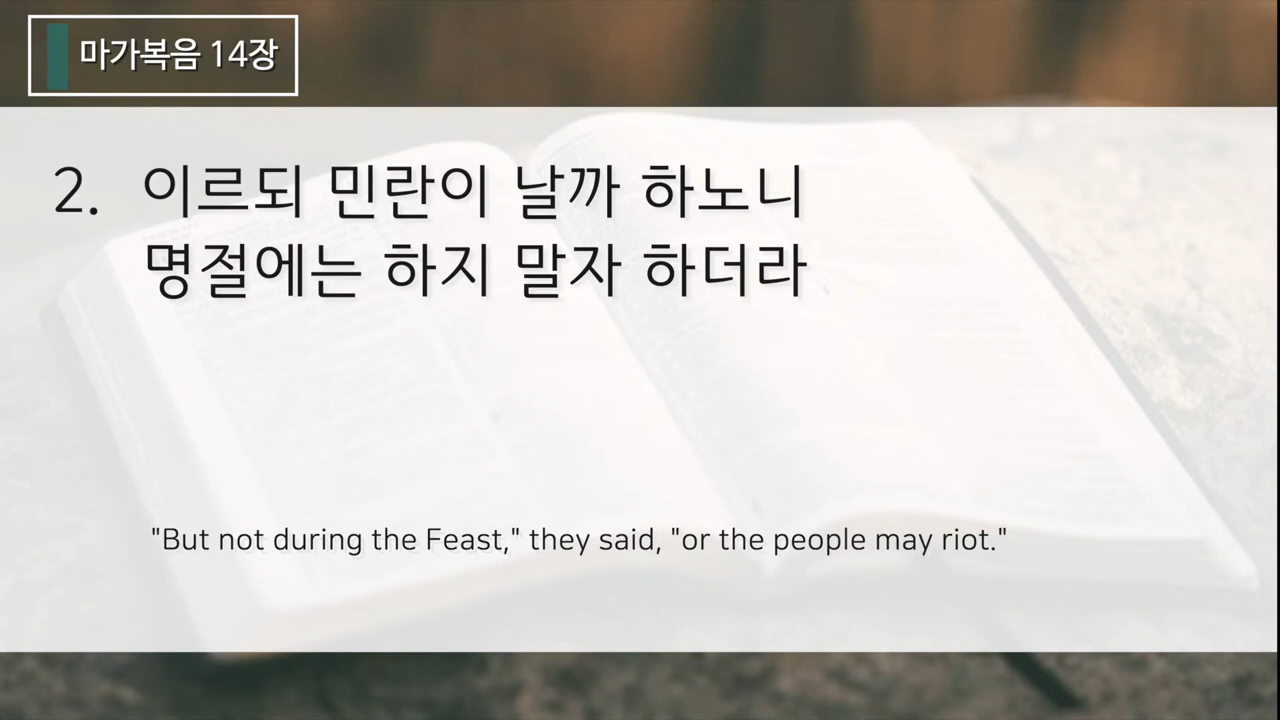 마가복음 14장
2. 이르되 민란이 날까 하노니
명절에는 하지 말자 하더라
"But not during the Feast," they said, "or the people may riot."